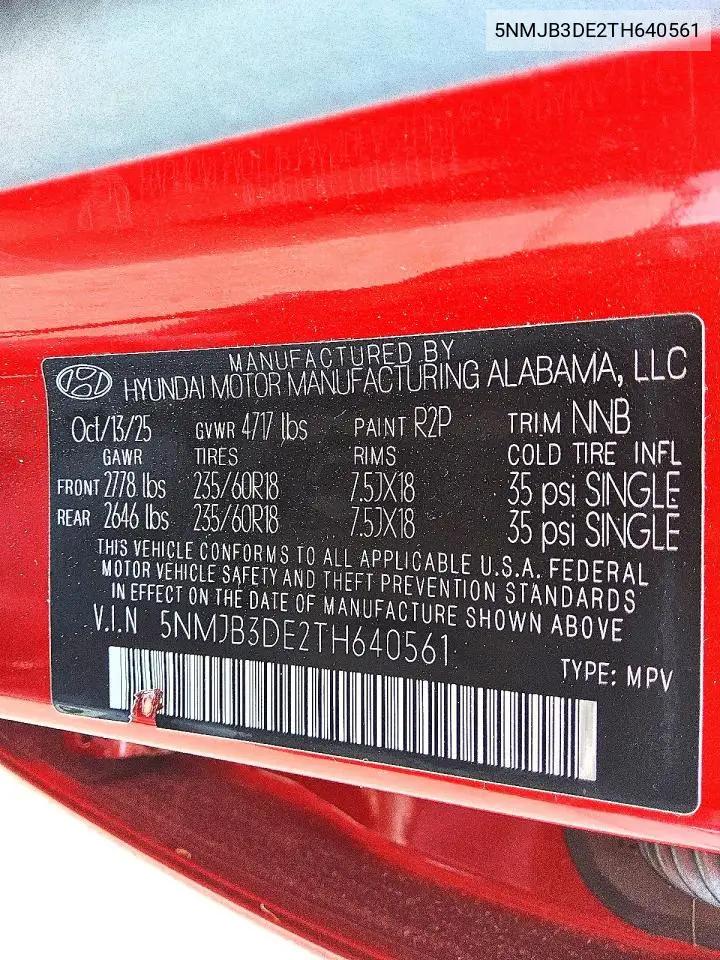 5NMJB3DE2TH640561
MANUFACTURED BY
HYUNDAI MOTOR MANUFACTURING ALABAMA, LLC
Oct/13/25 GVWR 4717 lbs PAINT R2P TRIM NNB
GAWR TIRES RIMS COLD TIRE INFL
FRONT 2778 lbs 235/60R18 7.5JX18 35 psi SINGLE
REAR 2646 lbs 235/60R18 7.5JX18 35 psi SINGLE
THIS VEHICLE CONFORMS TO ALL APPLICABLE U.S.A. FEDERAL
MOTOR VEHICLE SAFETY AND THEFT PREVENTION STANDARDS
IN EFFECT ON THE DATE OF MANUFACTURE SHOWN ABOVE
V.I.N 5NMJB3DE2TH640561
TYPE: MPV